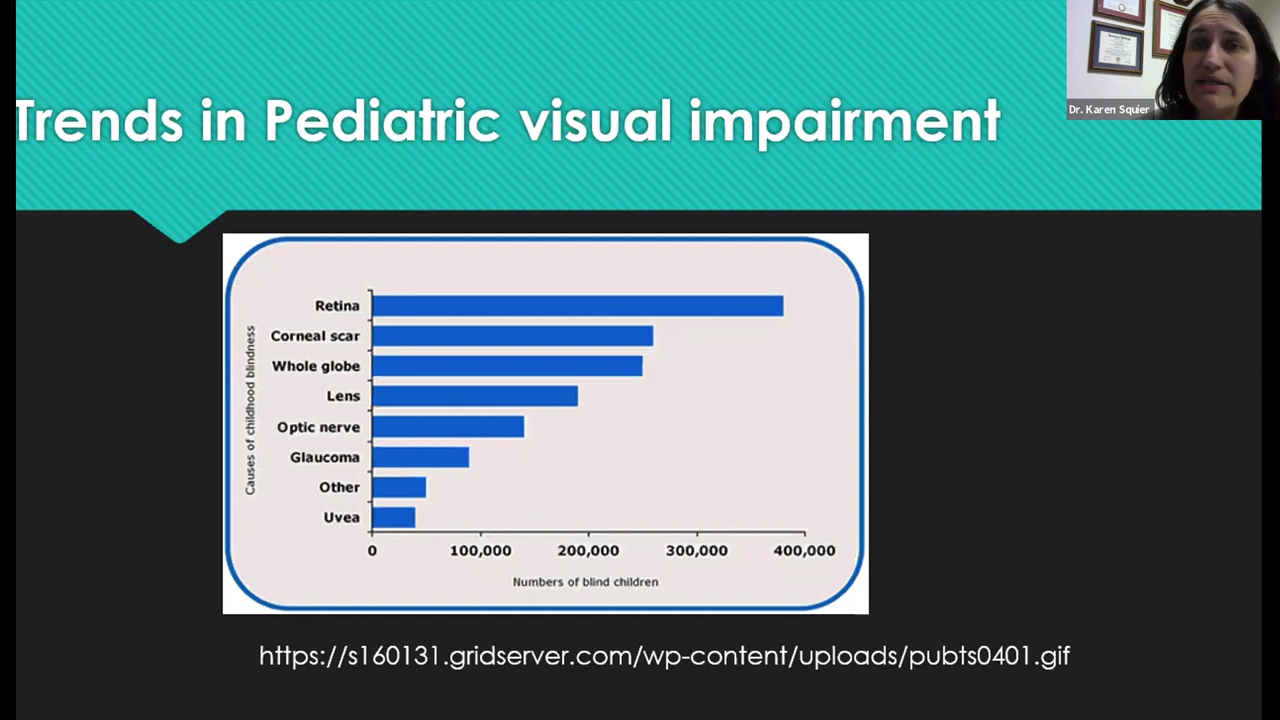 Trends in Pediatric visual impairment
Dr. Karen Squier
Causes of childhood blindness
Retina
Corneal scar
Whole globe
Lens
Optic nerve
Glaucoma
Other
Uvea
0 100,000 200,000 300,000 400,000
Numbers of blind children
https://s160131.gridserver.com/wp-content/uploads/pubts0401.gif